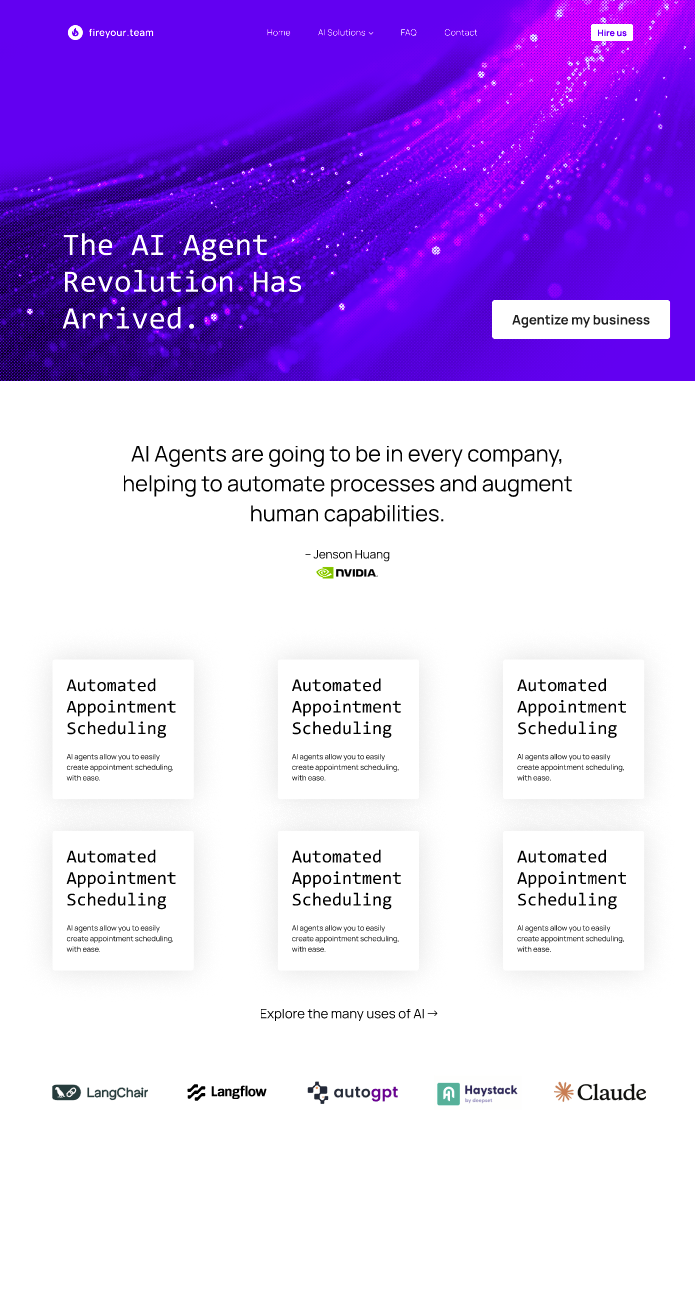 fireyour.team
Home AI Solutions FAQ Contact
Hire us
The AI Agent
Revolution Has
Arrived.
Agentize my business
AI Agents are going to be in every company,
helping to automate processes and augment
human capabilities.
– Jenson Huang
NVIDIA
Automated
Appointment
Scheduling
AI agents allow you to easily
create appointment scheduling,
with ease.
Automated
Appointment
Scheduling
AI agents allow you to easily
create appointment scheduling,
with ease.
Automated
Appointment
Scheduling
AI agents allow you to easily
create appointment scheduling,
with ease.
Automated
Appointment
Scheduling
AI agents allow you to easily
create appointment scheduling,
with ease.
Automated
Appointment
Scheduling
AI agents allow you to easily
create appointment scheduling,
with ease.
Automated
Appointment
Scheduling
AI agents allow you to easily
create appointment scheduling,
with ease.
Explore the many uses of AI →
LangChair
Langflow
autogpt
Haystack
by deepset
Claude